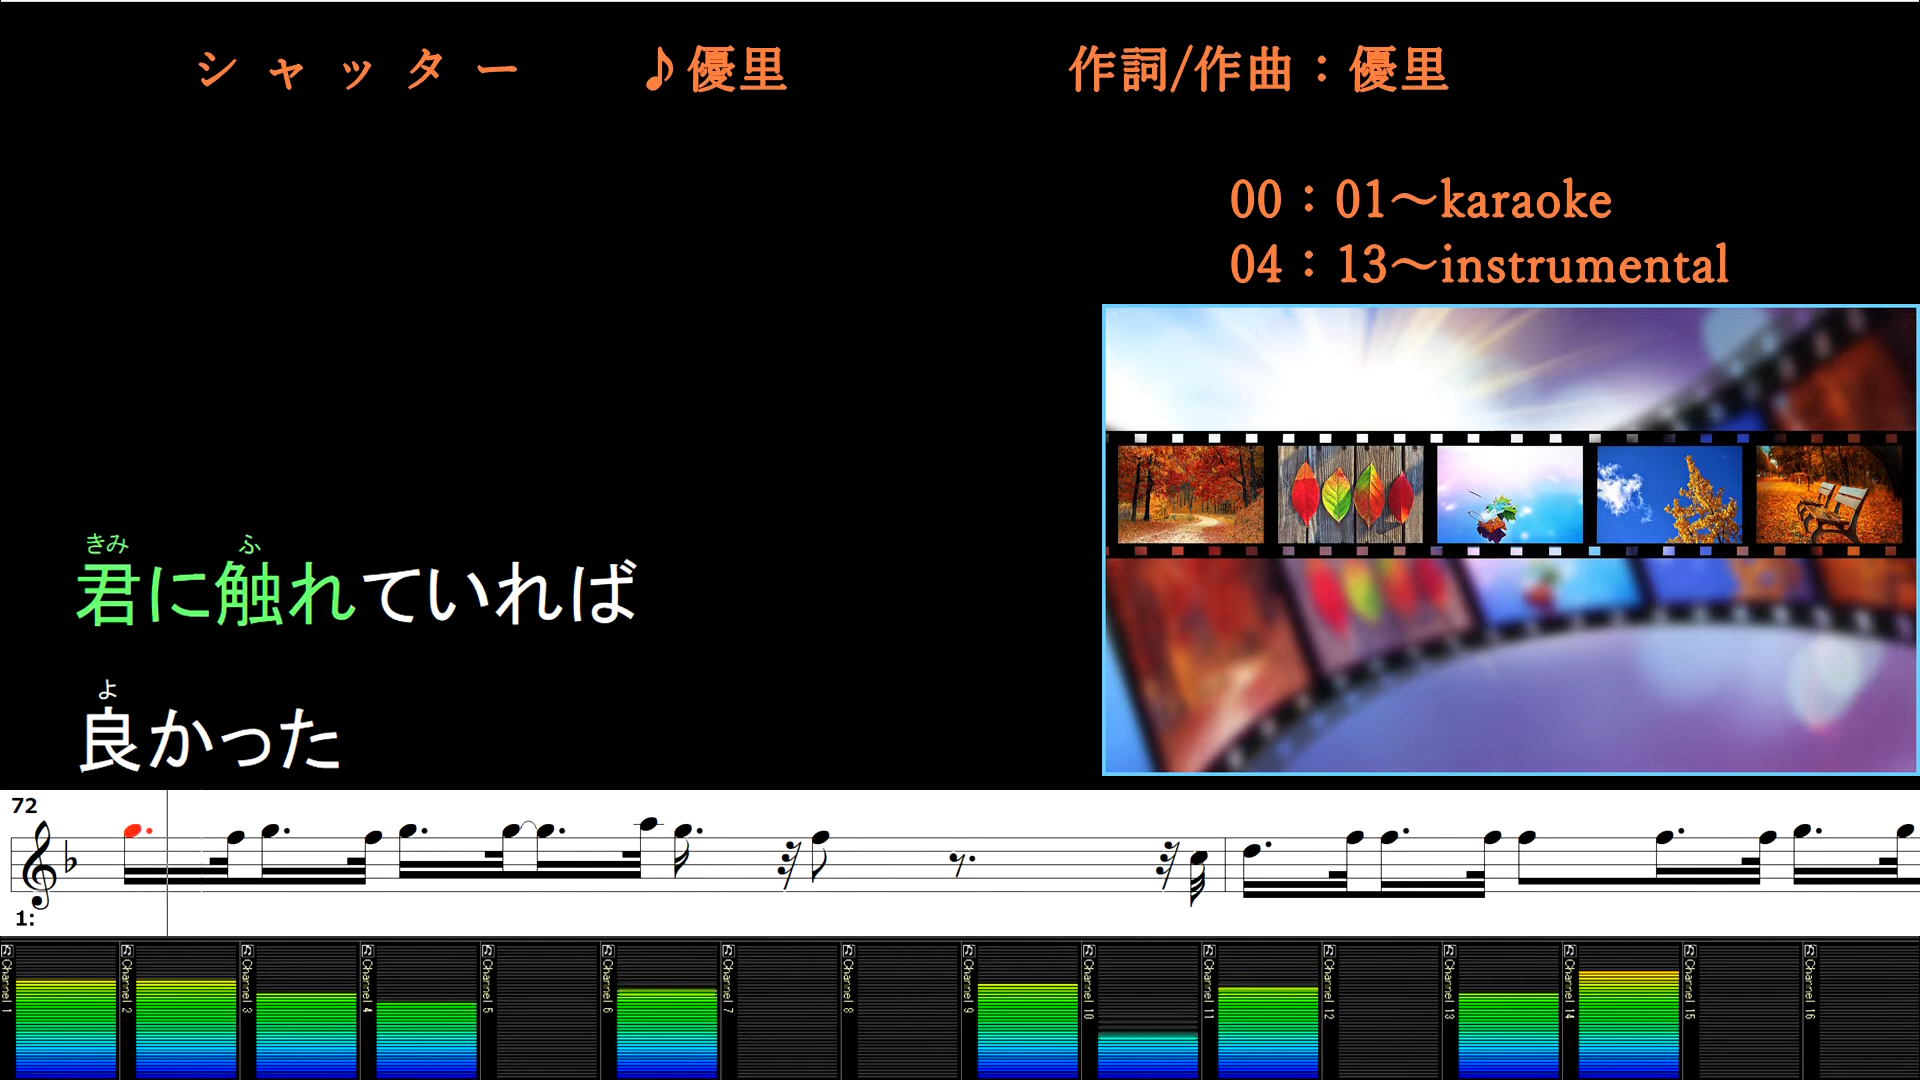 シャッター ♪優里 作詞/作曲：優里
00：01～karaoke
04：13～instrumental
きみ ふ
君に触れていれば
よ
良かった
72
1:
Channel 1
Channel 2
Channel 3
Channel 4
Channel 5
Channel 6
Channel 7
Channel 8
Channel 9
Channel 10
Channel 11
Channel 12
Channel 13
Channel 14
Channel 15
Channel 16